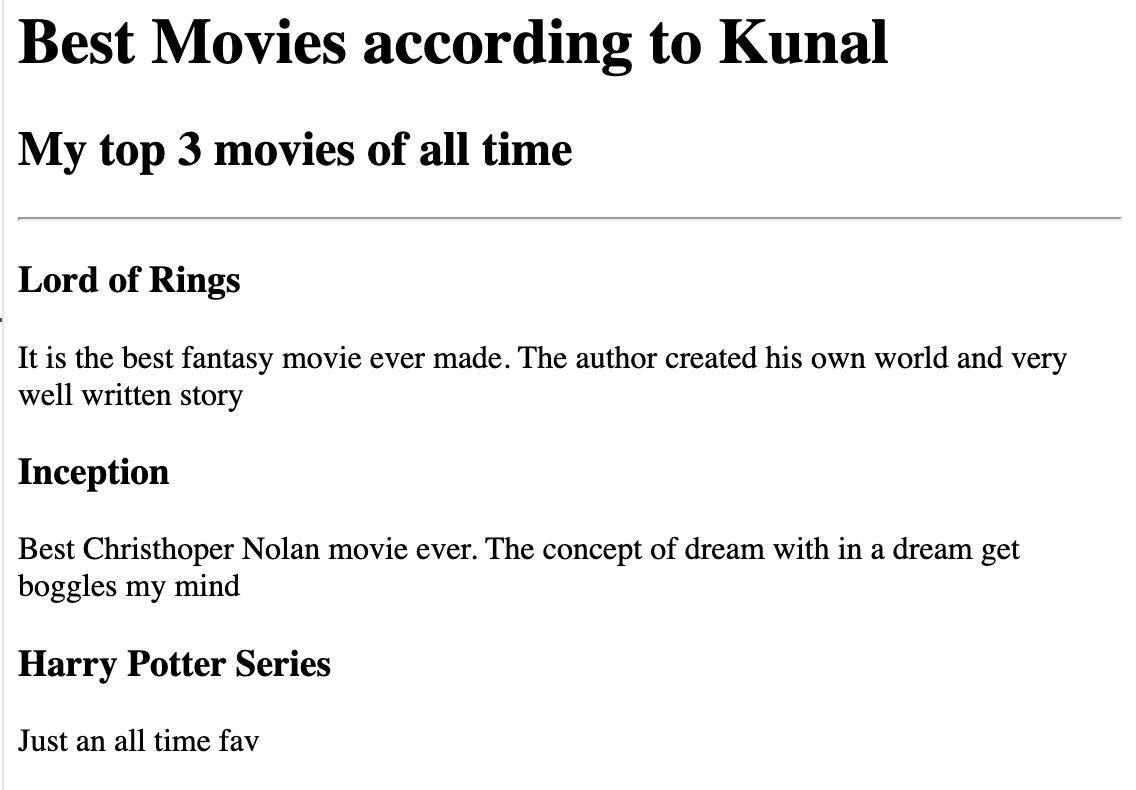 Best Movies according to Kunal
My top 3 movies of all time
Lord of Rings
It is the best fantasy movie ever made. The author created his own world and very
well written story
Inception
Best Christhoper Nolan movie ever. The concept of dream with in a dream get
boggles my mind
Harry Potter Series
Just an all time fav